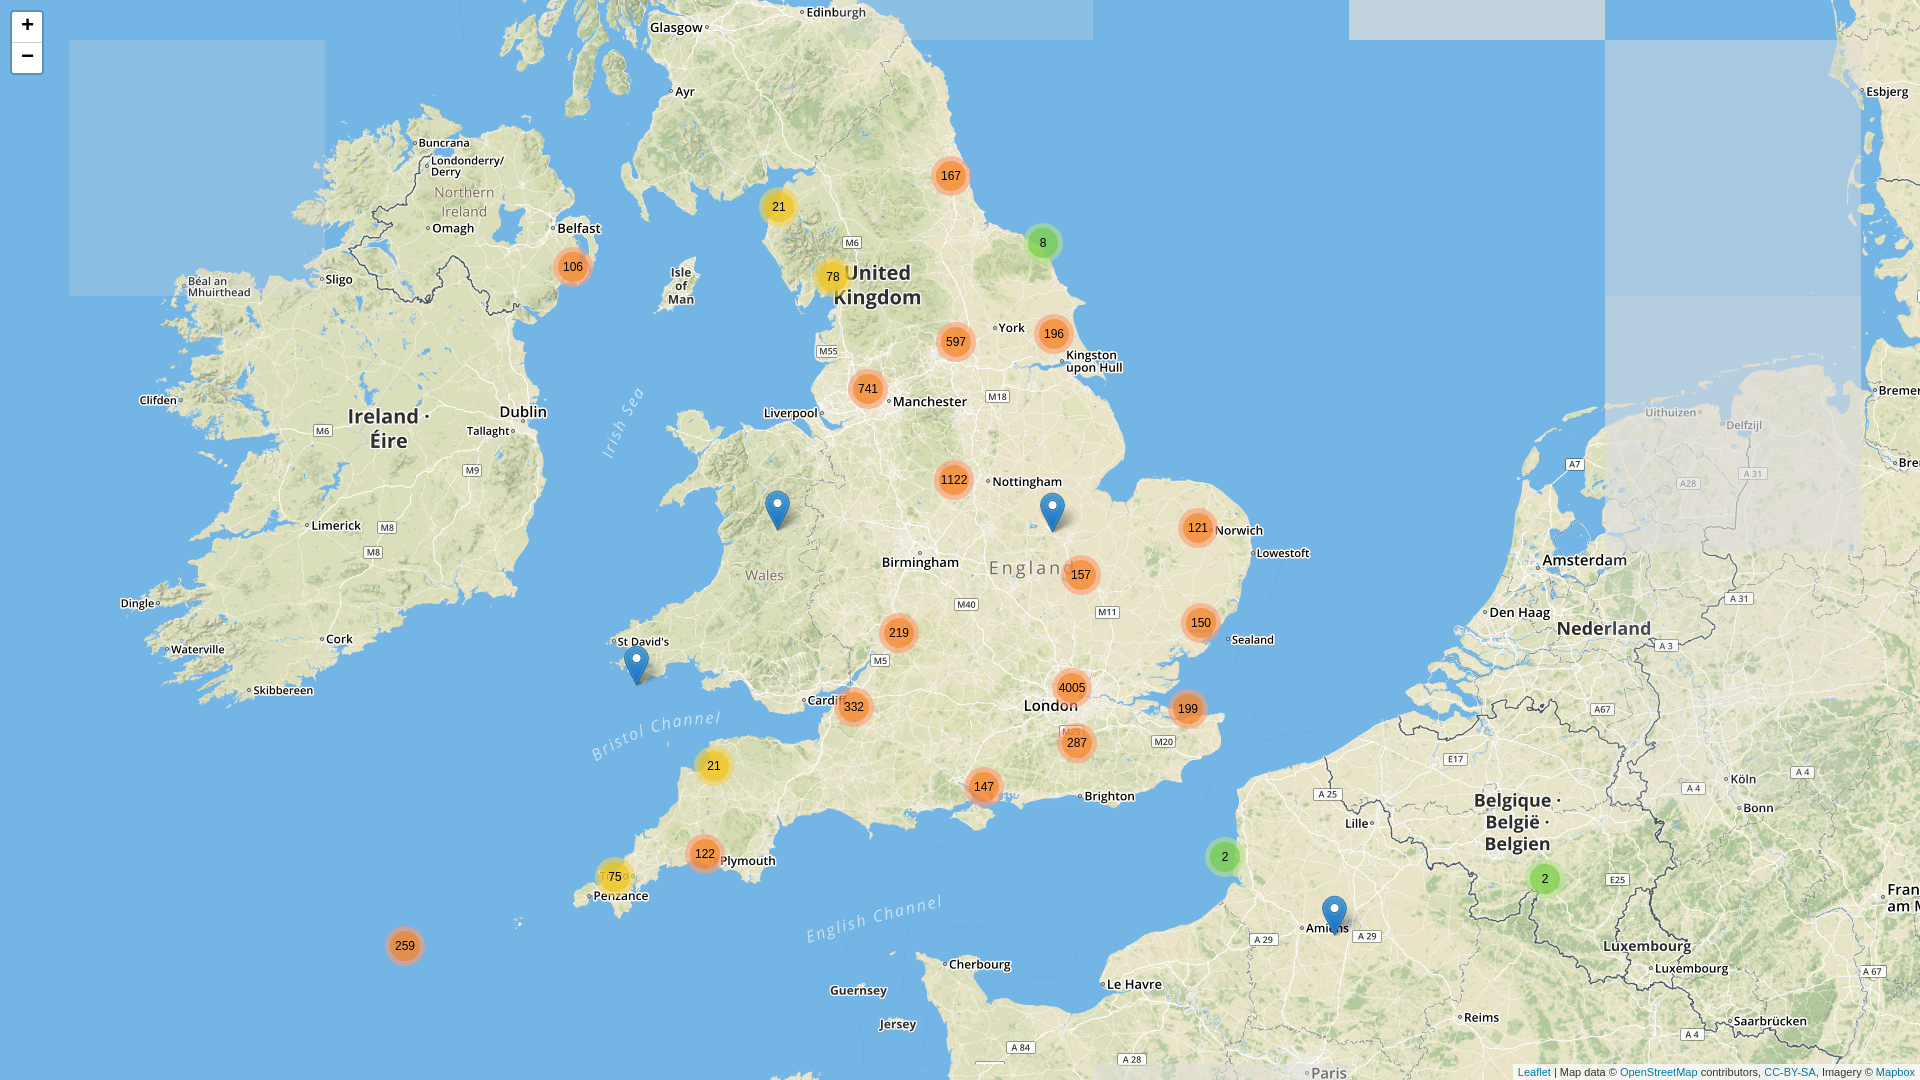 +
−
Glasgow
Edinburgh
Ayr
Esbjerg
Buncrana
Londonderry/
Derry
Northern
Ireland
Omagh
Belfast
167
21
8
M6
106
78
United
Kingdom
Isle
of
Man
Sligo
Béal an
Mhuirthead
York
196
597
M55
Kingston
upon Hull
741
Manchester
M18
Liverpool
Clifden
Ireland ·
Éire
Dublin
Tallaght
M6
M9
Irish Sea
Uithuizen
Delfzijl
A7
A 31
A28
Bremer
Bre
1122
Nottingham
121
Norwich
Lowestoft
Limerick
M8
M8
Birmingham
England
157
Wales
M40
M11
150
Sealand
219
M5
St David's
Amsterdam
Den Haag
Nederland
A 31
A 3
Dingle
Cork
Waterville
Skibbereen
Cardiff
332
4005
London
199
M25
287
M20
Bristol Channel
21
147
Brighton
A67
E17
Köln
A 4
A 4
Bonn
A 25
Lille
Belgique ·
België ·
Belgien
122
Plymouth
75
Penzance
2
2
E25
Fran
am M
259
English Channel
Amiens
A 29
A 29
Luxembourg
Luxembourg
A 67
Cherbourg
Guernsey
Le Havre
Jersey
Reims
Saarbrücken
A 84
A 28
A 4
Paris
Leaflet | Map data © OpenStreetMap contributors, CC-BY-SA, Imagery © Mapbox